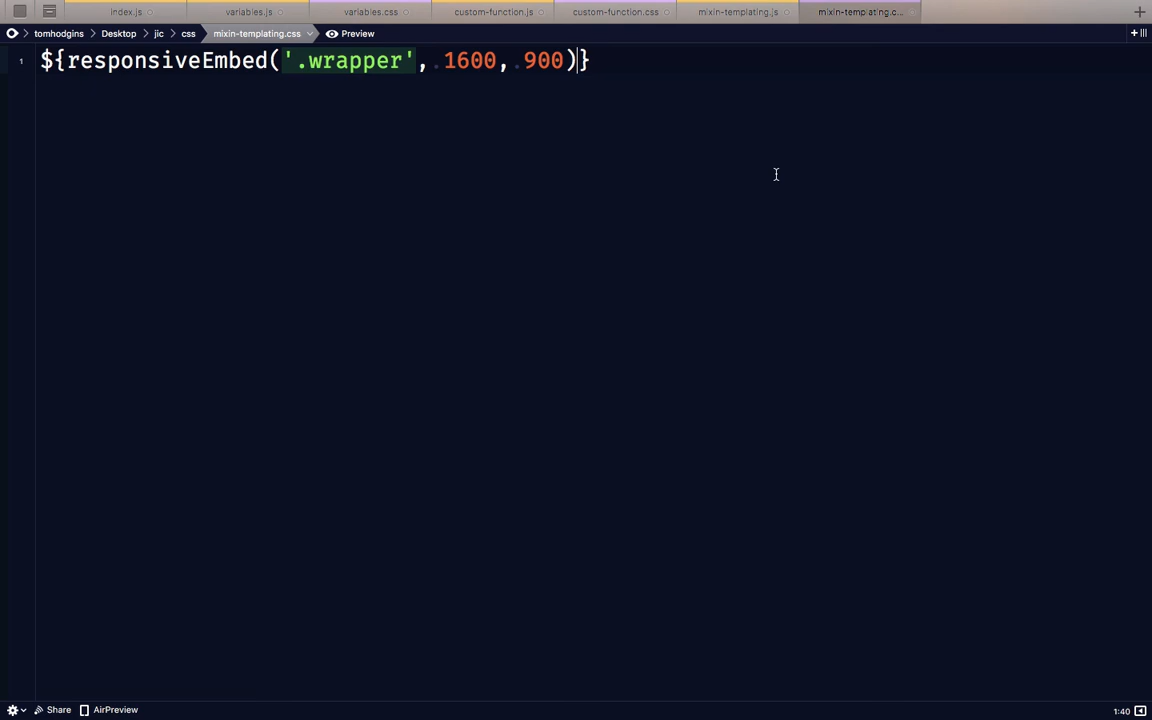 index.js
variables.js
variables.css
custom-function.js
custom-function.css
mixin-templating.js
mixin-templating.c...
tomhodgins
Desktop
jic
css
mixin-templating.css
Preview
1
${responsiveEmbed('.wrapper', 1600, 900)}
Share
AirPreview
1:40